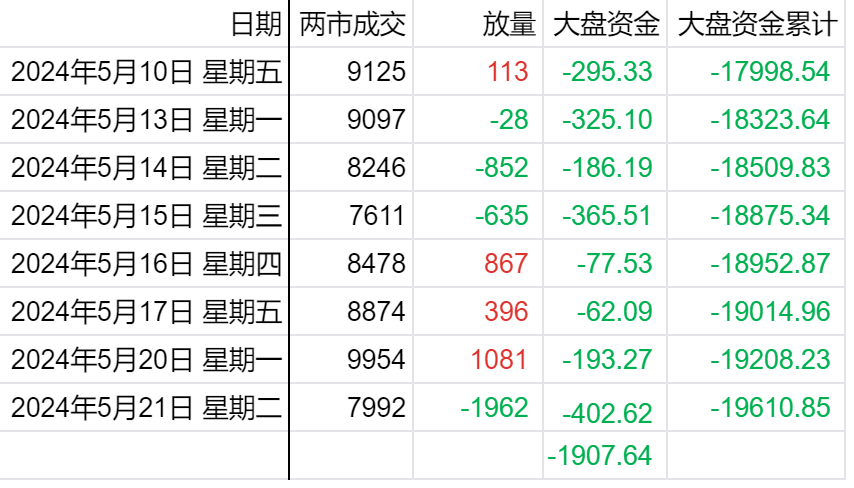 日期 两市成交 放量 大盘资金 大盘资金累计
2024年5月10日 星期五 9125 113 -295.33 -17998.54
2024年5月13日 星期一 9097 -28 -325.10 -18323.64
2024年5月14日 星期二 8246 -852 -186.19 -18509.83
2024年5月15日 星期三 7611 -635 -365.51 -18875.34
2024年5月16日 星期四 8478 867 -77.53 -18952.87
2024年5月17日 星期五 8874 396 -62.09 -19014.96
2024年5月20日 星期一 9954 1081 -193.27 -19208.23
2024年5月21日 星期二 7992 -1962 -402.62 -19610.85
-1907.64